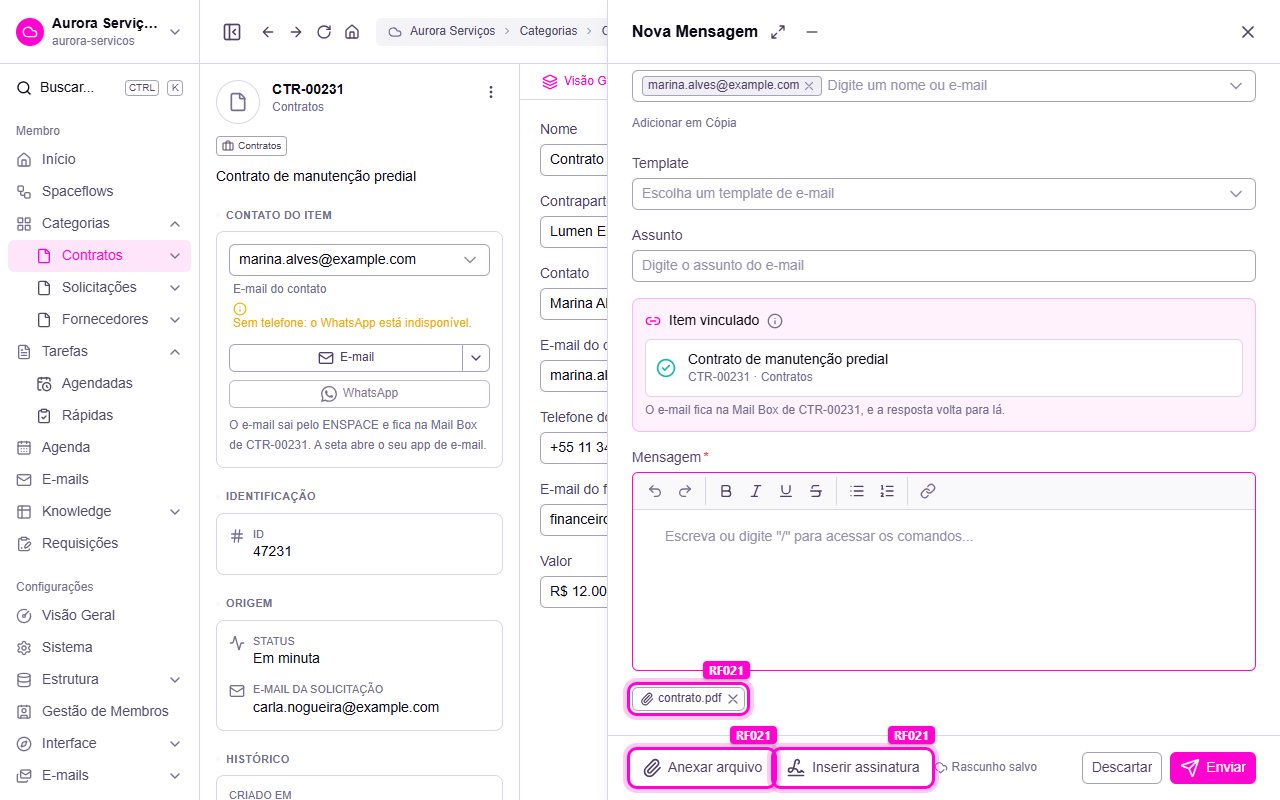 Aurora Serviç...
aurora-servicos
Buscar... CTRL K
Membro
Início
Spaceflows
Categorias
Contratos
Solicitações
Fornecedores
Tarefas
Agendadas
Rápidas
Agenda
E-mails
Knowledge
Requisições
Configurações
Visão Geral
Sistema
Estrutura
Gestão de Membros
Interface
E-mails
Aurora Serviços > Categorias > C
CTR-00231
Contratos
Contratos
Contrato de manutenção predial
CONTATO DO ITEM
marina.alves@example.com
E-mail do contato
Sem telefone: o WhatsApp está indisponível.
E-mail
WhatsApp
O e-mail sai pelo ENSPACE e fica na Mail Box
de CTR-00231. A seta abre o seu app de e-mail.
IDENTIFICAÇÃO
ID
47231
ORIGEM
STATUS
Em minuta
E-MAIL DA SOLICITAÇÃO
carla.nogueira@example.com
HISTÓRICO
CRIADO EM
Visão G
Nome
Contrato
Contrapart
Lumen E
Contato
Marina Al
E-mail do c
marina.al
Telefone do
+55 11 34
E-mail do f
financeiro
Valor
R$ 12.00
Nova Mensagem
marina.alves@example.com Digite um nome ou e-mail
Adicionar em Cópia
Template
Escolha um template de e-mail
Assunto
Digite o assunto do e-mail
Item vinculado
Contrato de manutenção predial
CTR-00231 · Contratos
O e-mail fica na Mail Box de CTR-00231, e a resposta volta para lá.
Mensagem*
Escreva ou digite "/" para acessar os comandos...
RF021
contrato.pdf
RF021 RF021
Anexar arquivo Inserir assinatura Rascunho salvo Descartar Enviar